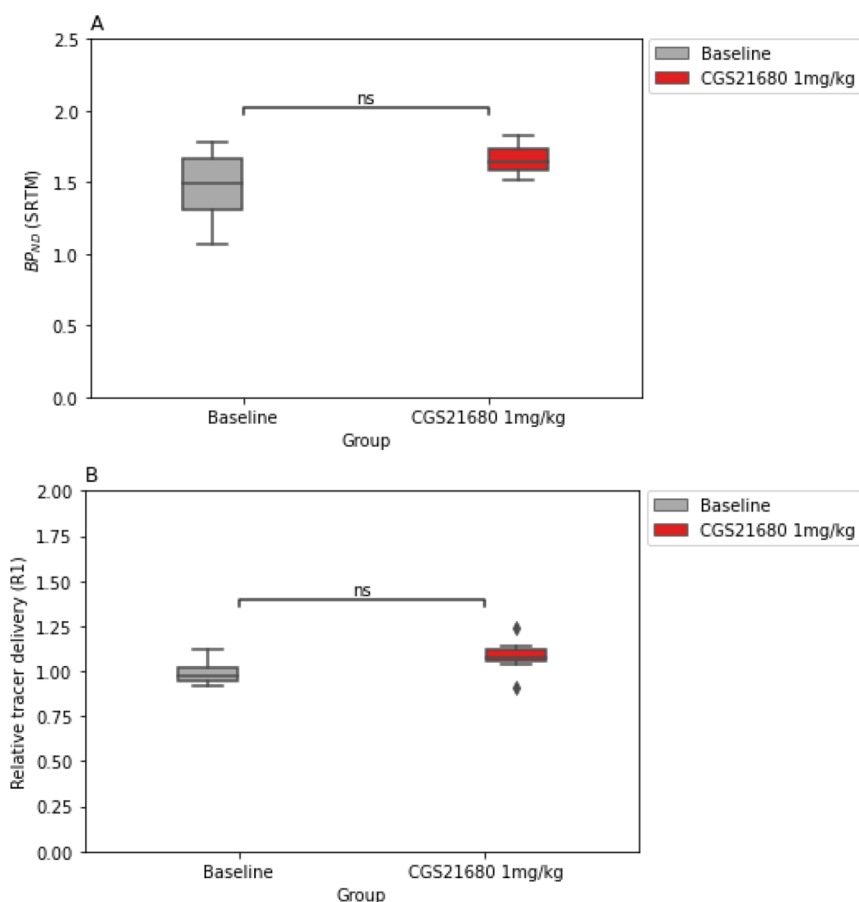 A
2.5
2.0
1.5
1.0
0.5
0.0
BP_ND (SRTM)
ns
Baseline
CGS21680 1mg/kg
Group
Baseline
CGS21680 1mg/kg
B
2.00
1.75
1.50
1.25
1.00
0.75
0.50
0.25
0.00
Relative tracer delivery (R1)
ns
Baseline
CGS21680 1mg/kg
Group
Baseline
CGS21680 1mg/kg